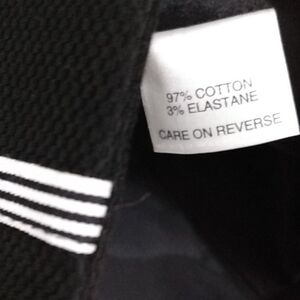 97% COTTON
3% ELASTANE
CARE ON REVERSE